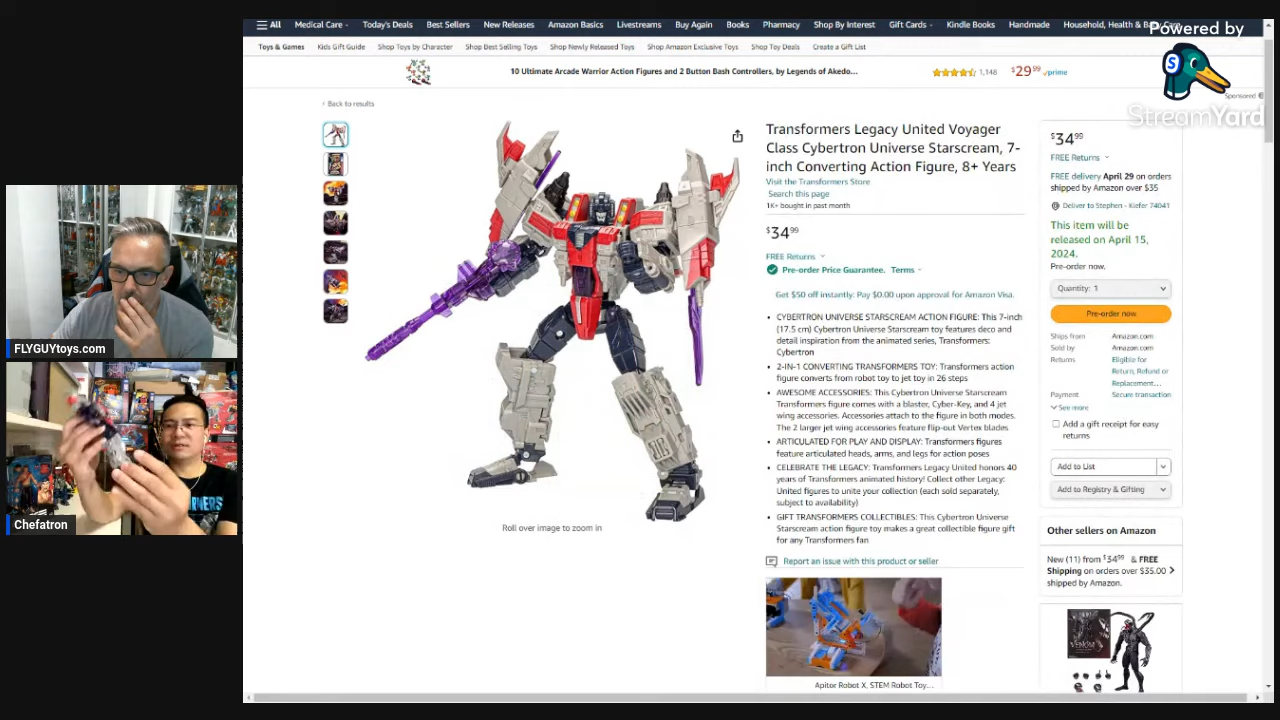 All Medical Care Today's Deals Best Sellers New Releases Amazon Basics Livestreams Buy Again Books Pharmacy Shop By Interest Gift Cards Kindle Books Handmade Household, Health &
Powered by
StreamYard
Toys & Games Kids Gift Guide Shop Toys by Character Shop Best Selling Toys Shop Newly Released Toys Shop Amazon Exclusive Toys Shop Toy Deals Create a Gift List
10 Ultimate Arcade Warrior Action Figures and 2 Button Bash Controllers, by Legends of Akedo... 1,148 $29.99 prime
Sponsored
‹ Back to results
Transformers Legacy United Voyager
Class Cybertron Universe Starscream, 7-
inch Converting Action Figure, 8+ Years
Visit the Transformers Store
Search this page
1K+ bought in past month
$34.99
FREE Returns
Pre-order Price Guarantee. Terms
Get $50 off instantly: Pay $0.00 upon approval for Amazon Visa.
• CYBERTRON UNIVERSE STARSCREAM ACTION FIGURE: This 7-inch
(17.5 cm) Cybertron Universe Starscream toy features deco and
detail inspiration from the animated series, Transformers:
Cybertron
• 2-IN-1 CONVERTING TRANSFORMERS TOY: Transformers action
figure converts from robot toy to jet toy in 26 steps
• AWESOME ACCESSORIES: This Cybertron Universe Starscream
Transformers figure comes with a blaster, Cyber-Key, and 4 jet
wing accessories. Accessories attach to the figure in both modes.
The 2 larger jet wing accessories feature flip-out Vertex blades
• ARTICULATED FOR PLAY AND DISPLAY: Transformers figures
feature articulated heads, arms, and legs for action poses
• CELEBRATE THE LEGACY: Transformers Legacy United honors 40
years of Transformers animated history! Collect other Legacy:
United figures to unite your collection (each sold separately,
subject to availability)
• GIFT TRANSFORMERS COLLECTIBLES: This Cybertron Universe
Starscream action figure toy makes a great collectible figure gift
for any Transformers fan
Report an issue with this product or seller
Apitor Robot X, STEM Robot Toy...
Roll over image to zoom in
$34.99
FREE Returns
FREE delivery April 29 on orders
shipped by Amazon over $35
Deliver to Stephen - Kiefer 74041
This item will be
released on April 15,
2024.
Pre-order now.
Quantity: 1
Pre-order now
Ships from Amazon.com
Sold by Amazon.com
Returns Eligible for
Return, Refund or
Replacement...
Payment Secure transaction
See more
Add a gift receipt for easy
returns
Add to List
Add to Registry & Gifting
Other sellers on Amazon
New (11) from $34.99 & FREE
Shipping on orders over $35.00
shipped by Amazon.
VENOM
FLYGUYtoys.com
Chefatron